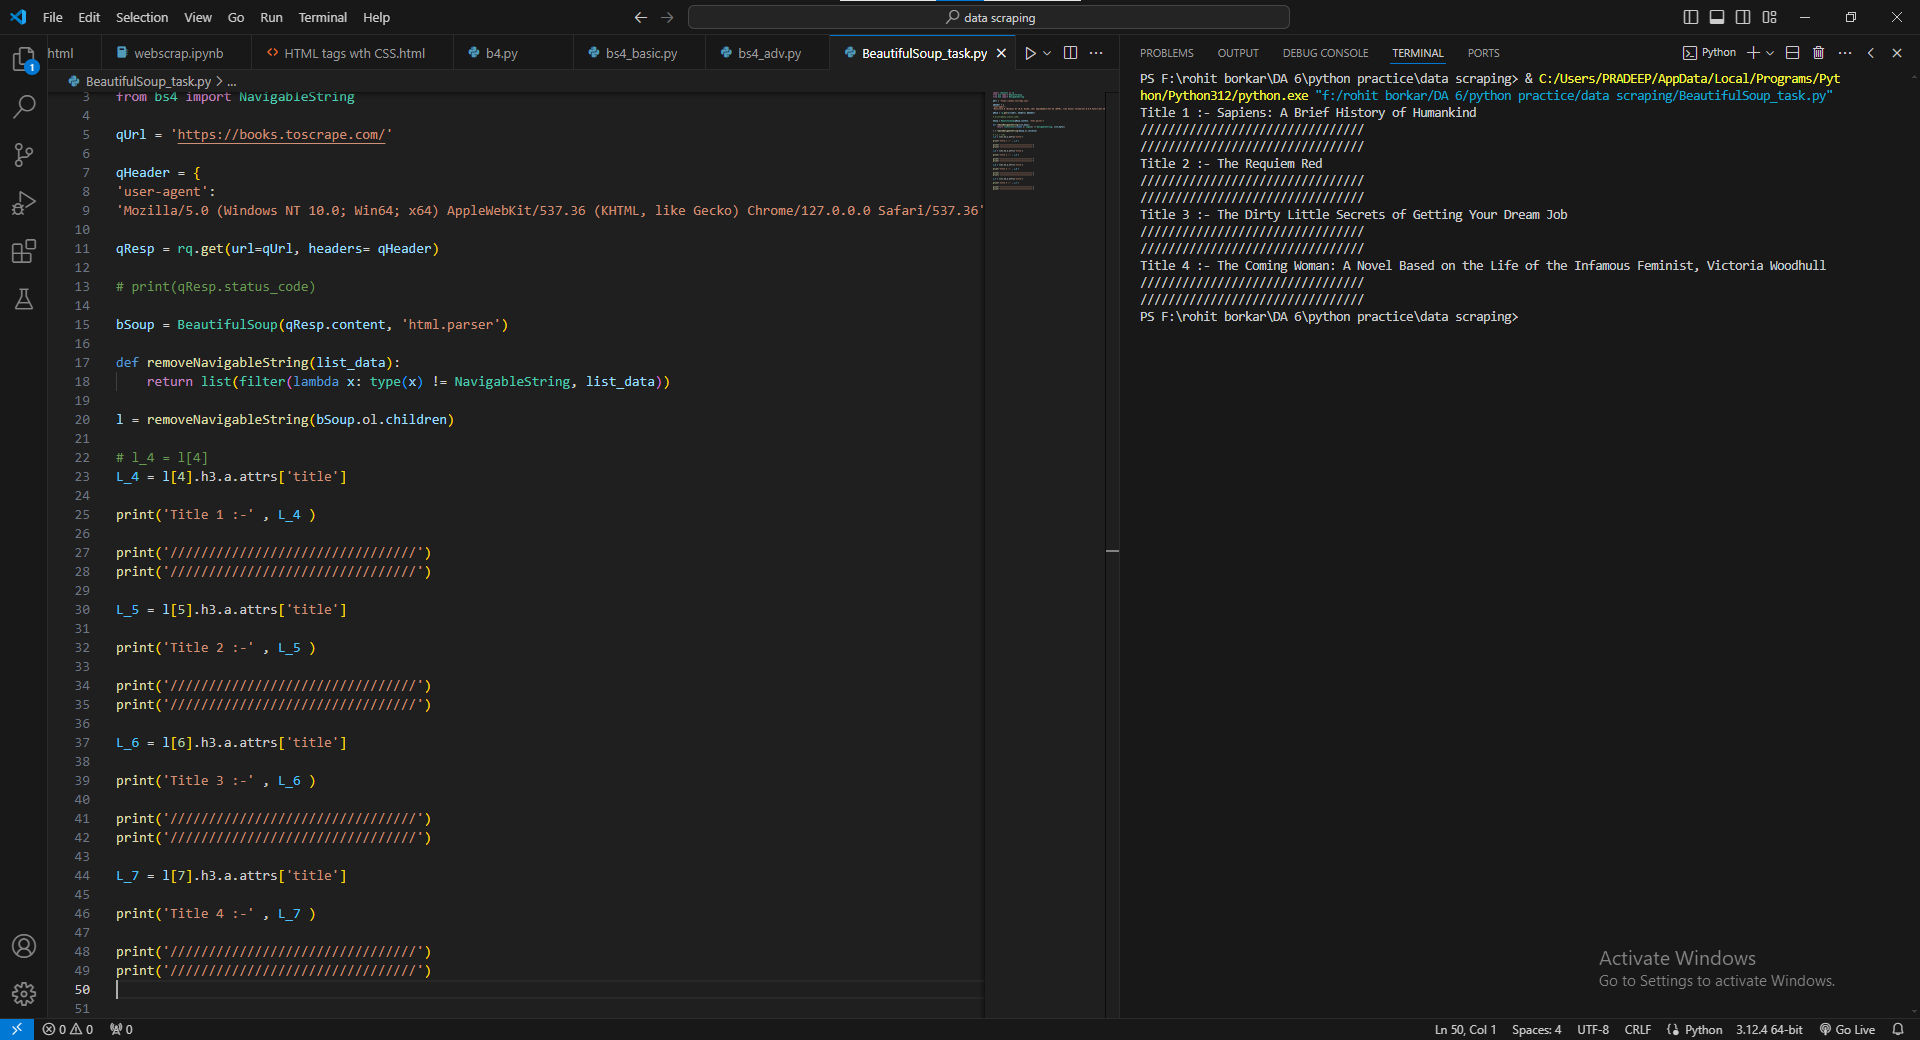 File Edit Selection View Go Run Terminal Help
data scraping
html
webscrap.ipynb
HTML tags wth CSS.html
b4.py
bs4_basic.py
bs4_adv.py
BeautifulSoup_task.py
BeautifulSoup_task.py > ...
3 from bs4 import NavigableString
4
5 qUrl = 'https://books.toscrape.com/'
6
7 qHeader = {
8 'user-agent':
9 'Mozilla/5.0 (Windows NT 10.0; Win64; x64) AppleWebKit/537.36 (KHTML, like Gecko) Chrome/127.0.0.0 Safari/537.36'
10
11 qResp = rq.get(url=qUrl, headers= qHeader)
12
13 # print(qResp.status_code)
14
15 bSoup = BeautifulSoup(qResp.content, 'html.parser')
16
17 def removeNavigableString(list_data):
18 return list(filter(lambda x: type(x) != NavigableString, list_data))
19
20 l = removeNavigableString(bSoup.ol.children)
21
22 # l_4 = l[4]
23 L_4 = l[4].h3.a.attrs['title']
24
25 print('Title 1 :-' , L_4 )
26
27 print('////////////////////////////////')
28 print('////////////////////////////////')
29
30 L_5 = l[5].h3.a.attrs['title']
31
32 print('Title 2 :-' , L_5 )
33
34 print('////////////////////////////////')
35 print('////////////////////////////////')
36
37 L_6 = l[6].h3.a.attrs['title']
38
39 print('Title 3 :-' , L_6 )
40
41 print('////////////////////////////////')
42 print('////////////////////////////////')
43
44 L_7 = l[7].h3.a.attrs['title']
45
46 print('Title 4 :-' , L_7 )
47
48 print('////////////////////////////////')
49 print('////////////////////////////////')
50
51
PROBLEMS OUTPUT DEBUG CONSOLE TERMINAL PORTS
Python
PS F:\rohit borkar\DA 6\python practice\data scraping> & C:/Users/PRADEEP/AppData/Local/Programs/Pyt
hon/Python312/python.exe "f:/rohit borkar/DA 6/python practice/data scraping/BeautifulSoup_task.py"
Title 1 :- Sapiens: A Brief History of Humankind
////////////////////////////////
////////////////////////////////
Title 2 :- The Requiem Red
////////////////////////////////
////////////////////////////////
Title 3 :- The Dirty Little Secrets of Getting Your Dream Job
////////////////////////////////
////////////////////////////////
Title 4 :- The Coming Woman: A Novel Based on the Life of the Infamous Feminist, Victoria Woodhull
////////////////////////////////
////////////////////////////////
PS F:\rohit borkar\DA 6\python practice\data scraping>
1
Activate Windows
Go to Settings to activate Windows.
0 0 0
Ln 50, Col 1 Spaces: 4 UTF-8 CRLF Python 3.12.4 64-bit Go Live